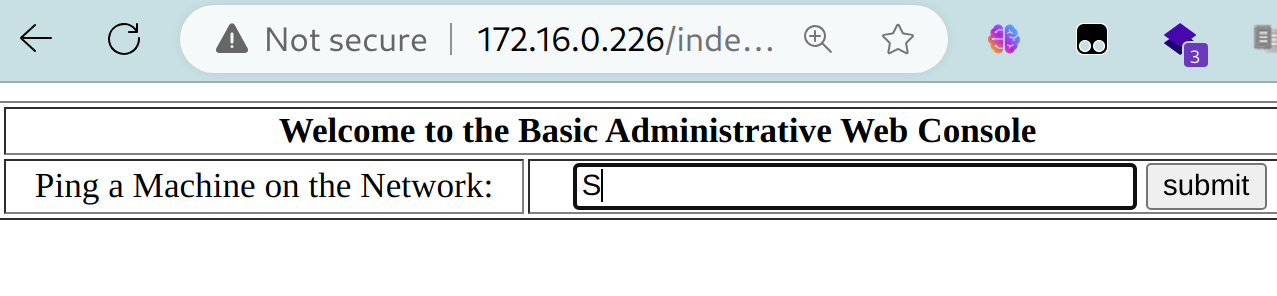 Not secure 172.16.0.226/inde...
3
Welcome to the Basic Administrative Web Console
Ping a Machine on the Network: S submit